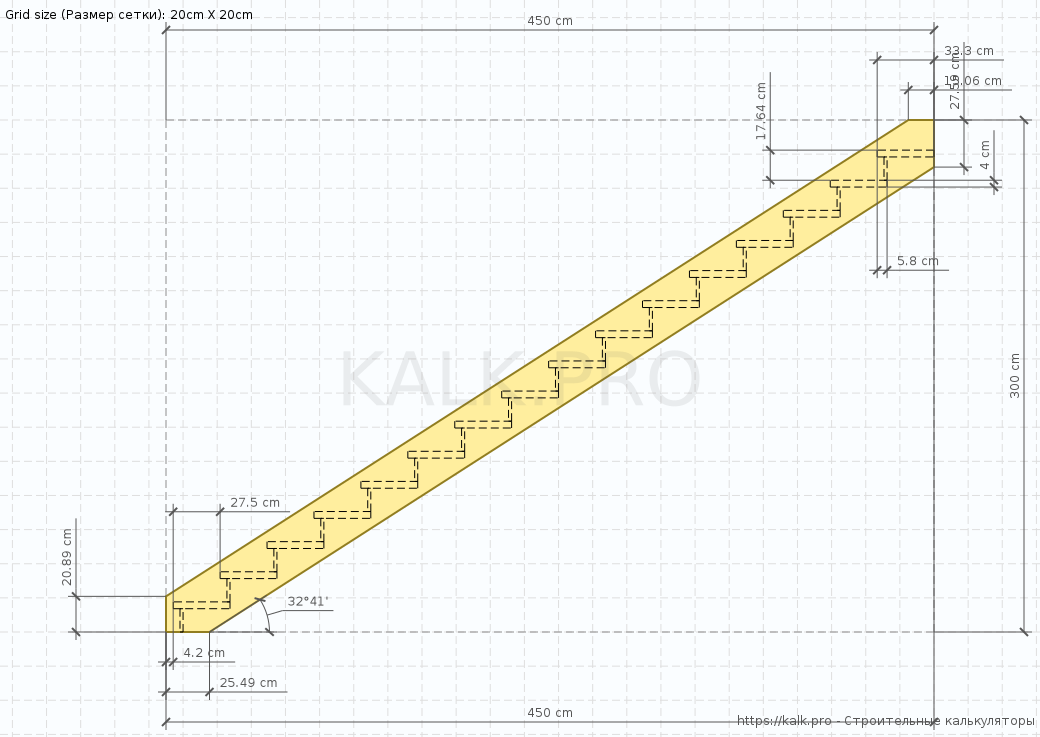 Grid size (Размер сетки): 20cm X 20cm
450 cm
33.3 cm
15.06 cm
27.59 cm
17.64 cm
4 cm
5.8 cm
KALK.PRO
300 cm
27.5 cm
20.89 cm
32°41'
4.2 cm
25.49 cm
450 cm
https://kalk.pro - Строительные калькуляторы